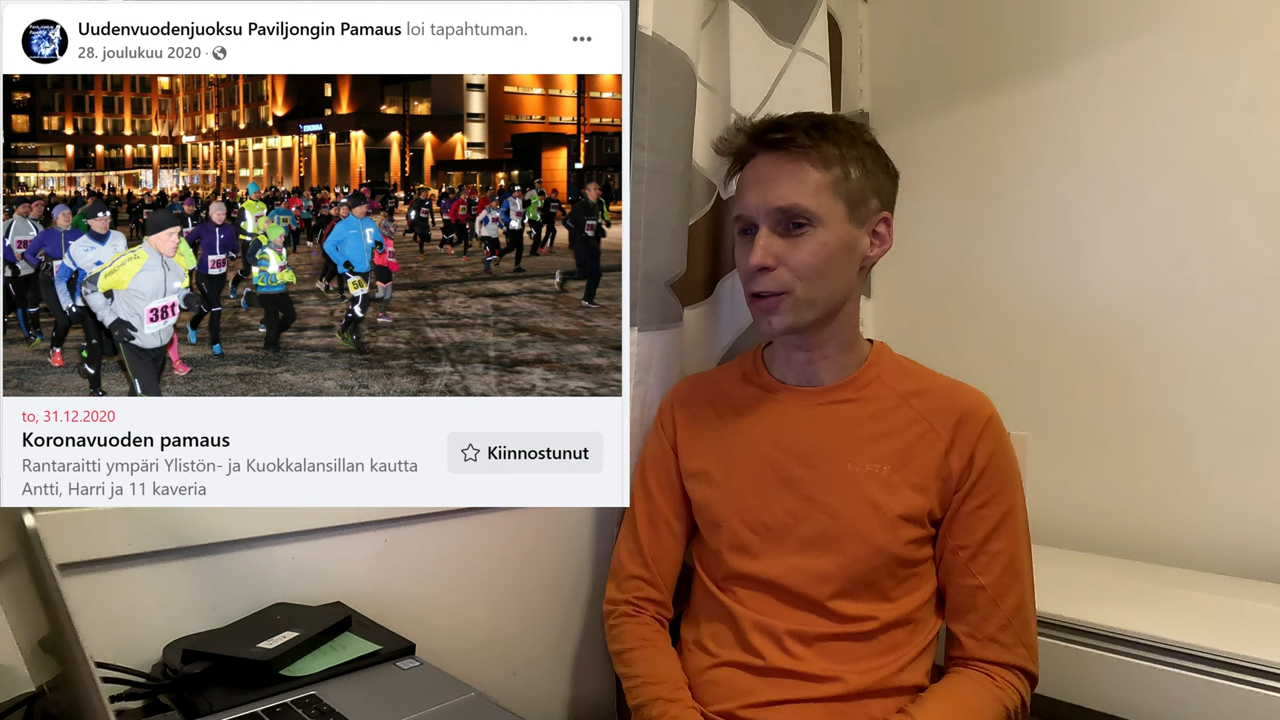 Uudenvuodenjuoksu Paviljongin Pamaus loi tapahtuman.
28. joulukuu 2020 ·
381
269
50
to, 31.12.2020
Koronavuoden pamaus
Rantaraitti ympäri Ylistön- ja Kuokkalansillan kautta
Antti, Harri ja 11 kaveria
Kiinnostunut